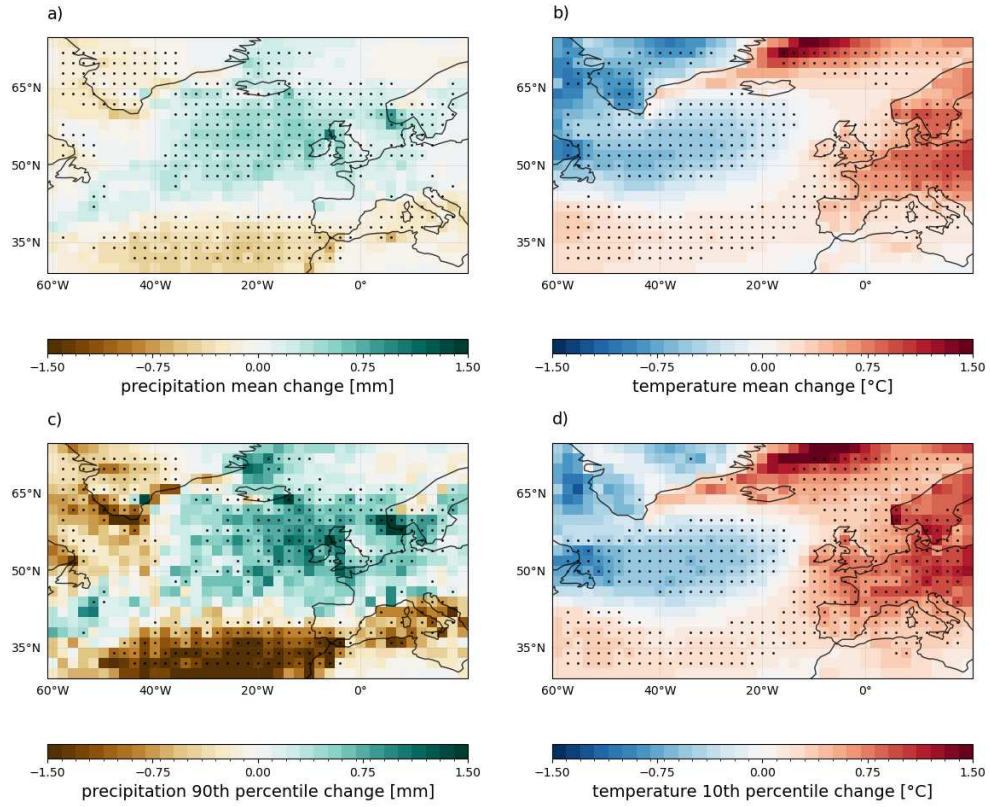 a)
b)
65°N
50°N
35°N
60°W 40°W 20°W 0°
65°N
50°N
35°N
60°W 40°W 20°W 0°
−1.50 −0.75 0.00 0.75 1.50
precipitation mean change [mm]
−1.50 −0.75 0.00 0.75 1.50
temperature mean change [°C]
c)
d)
65°N
50°N
35°N
60°W 40°W 20°W 0°
65°N
50°N
35°N
60°W 40°W 20°W 0°
−1.50 −0.75 0.00 0.75 1.50
precipitation 90th percentile change [mm]
−1.50 −0.75 0.00 0.75 1.50
temperature 10th percentile change [°C]